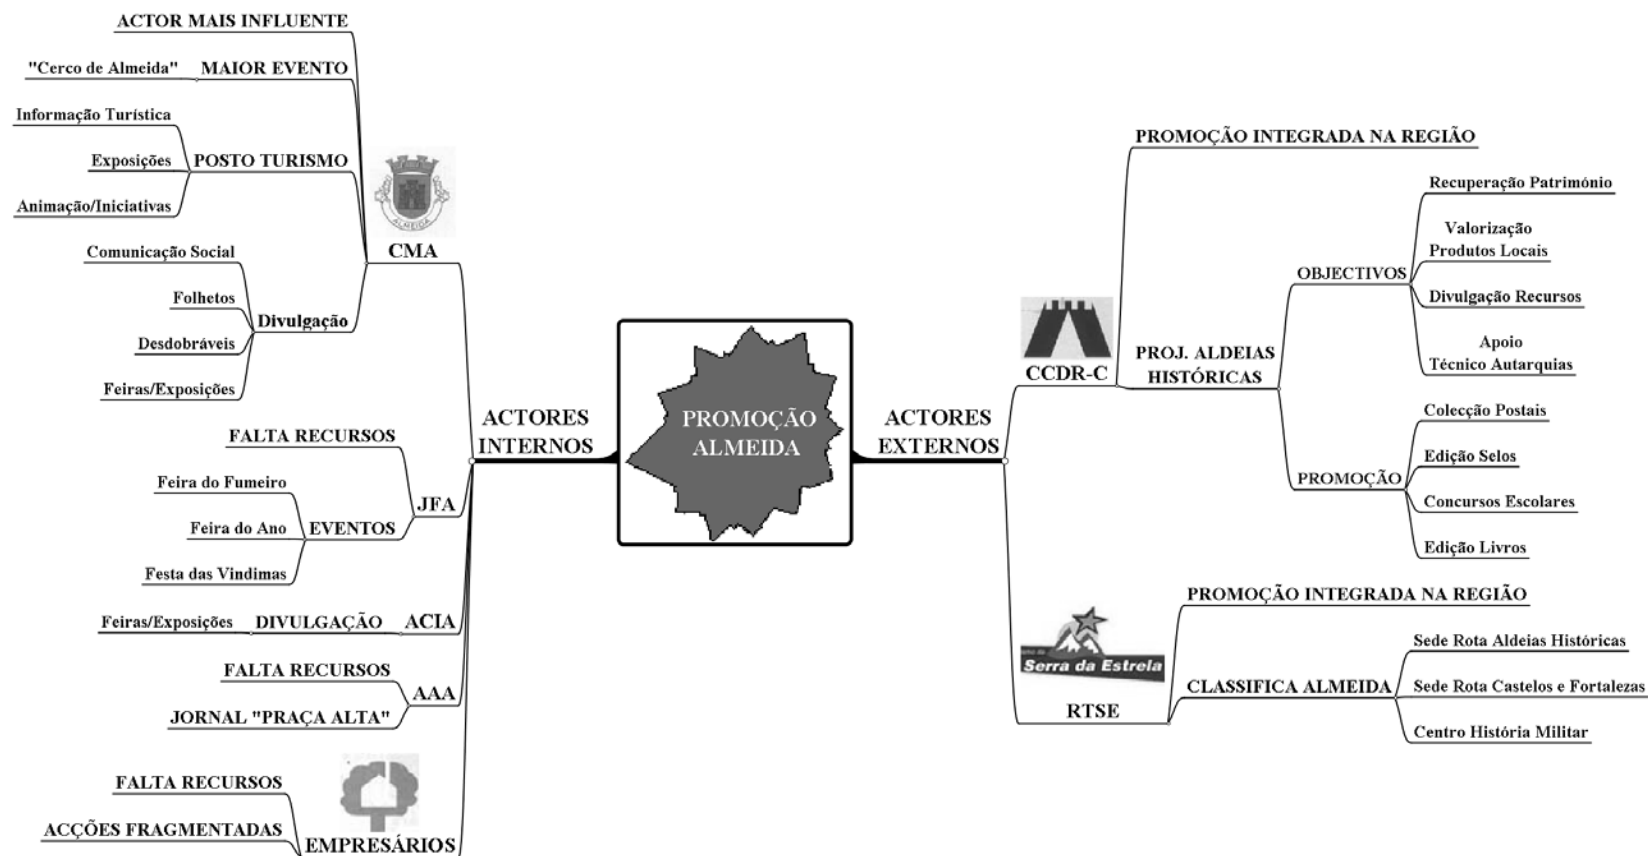 ACTOR MAIS INFLUENTE
"Cerco de Almeida"
MAIOR EVENTO
Informação Turística
Exposições
Animação/Iniciativas
POSTO TURISMO
Comunicação Social
Folhetos
Desdobráveis
Feiras/Exposições
Divulgação
ALMEIDA
CMA
FALTA RECURSOS
Feira do Fumeiro
Feira do Ano
Festa das Vindimas
EVENTOS
JFA
Feiras/Exposições
DIVULGAÇÃO
ACIA
FALTA RECURSOS
JORNAL "PRAÇA ALTA"
AAA
FALTA RECURSOS
ACÇÕES FRAGMENTADAS
EMPRESÁRIOS
ACTORES
INTERNOS
PROMOÇÃO
ALMEIDA
ACTORES
EXTERNOS
CCDR-C
PROMOÇÃO INTEGRADA NA REGIÃO
PROJ. ALDEIAS
HISTÓRICAS
OBJECTIVOS
Recuperação Património
Valorização
Produtos Locais
Divulgação Recursos
Apoio
Técnico Autarquias
PROMOÇÃO
Colecção Postais
Edição Selos
Concursos Escolares
Edição Livros
Serra da Estrela
RTSE
PROMOÇÃO INTEGRADA NA REGIÃO
CLASSIFICA ALMEIDA
Sede Rota Aldeias Históricas
Sede Rota Castelos e Fortalezas
Centro História Militar